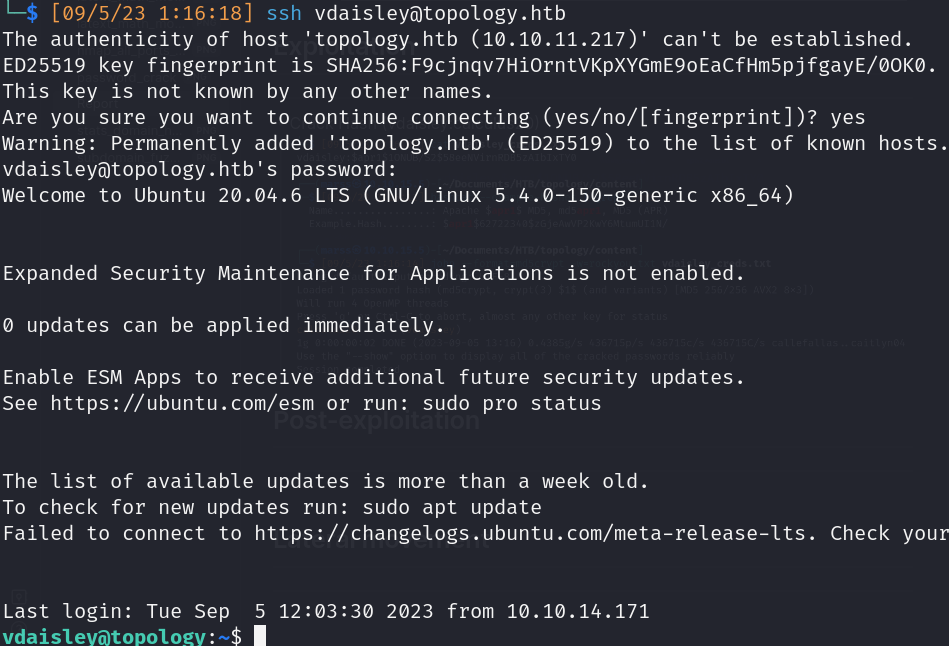 └─$ [09/5/23 1:16:18] ssh vdaisley@topology.htb
The authenticity of host 'topology.htb (10.10.11.217)' can't be established.
ED25519 key fingerprint is SHA256:F9cjnqv7HiOrntVKpXYGmE9oEaCfHm5pjfgayE/0OK0.
This key is not known by any other names.
Are you sure you want to continue connecting (yes/no/[fingerprint])? yes
Warning: Permanently added 'topology.htb' (ED25519) to the list of known hosts.
vdaisley@topology.htb's password:
Welcome to Ubuntu 20.04.6 LTS (GNU/Linux 5.4.0-150-generic x86_64)
Expanded Security Maintenance for Applications is not enabled.
0 updates can be applied immediately.
Enable ESM Apps to receive additional future security updates.
See https://ubuntu.com/esm or run: sudo pro status
Post-exploitation
The list of available updates is more than a week old.
To check for new updates run: sudo apt update
Failed to connect to https://changelogs.ubuntu.com/meta-release-lts. Check your
Lateral movement
Last login: Tue Sep  5 12:03:30 2023 from 10.10.14.171
vdaisley@topology:~$